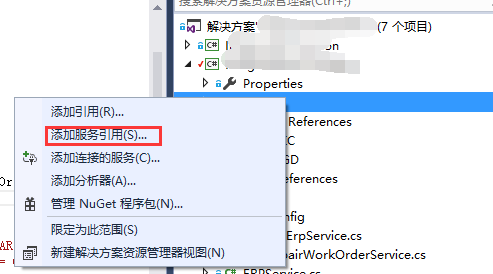 搜索解决方案资源管理器(Ctrl+;)
解决方案'
(7 个项目)
Properties
添加引用(R)...
添加服务引用(S)...
添加连接的服务(C)...
添加分析器(A)...
管理 NuGet 程序包(N)...
限定为此范围(S)
新建解决方案资源管理器视图(N)
References
GD
eferences
nfig
ErpService.cs
pairWorkOrderService.cs
ERPService.cs
Or
AR
=